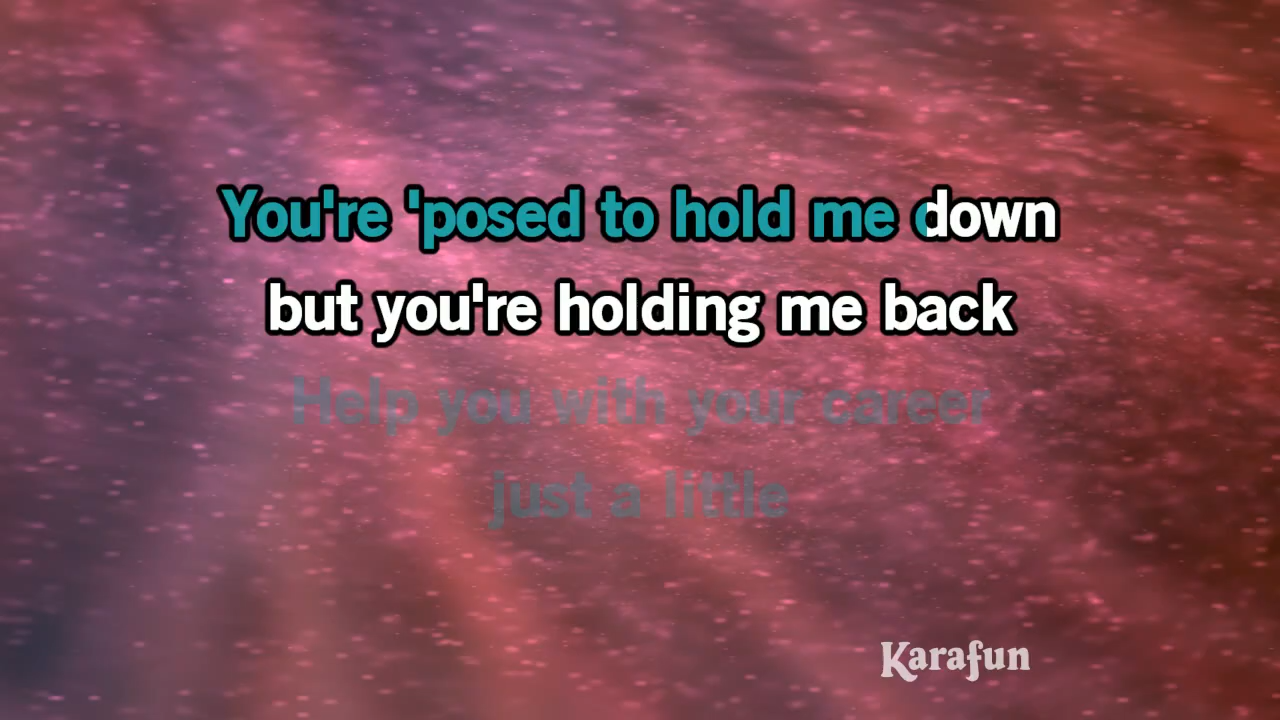 You're 'posed to hold me down
but you're holding me back
Help you with your career
just a little
Karafun